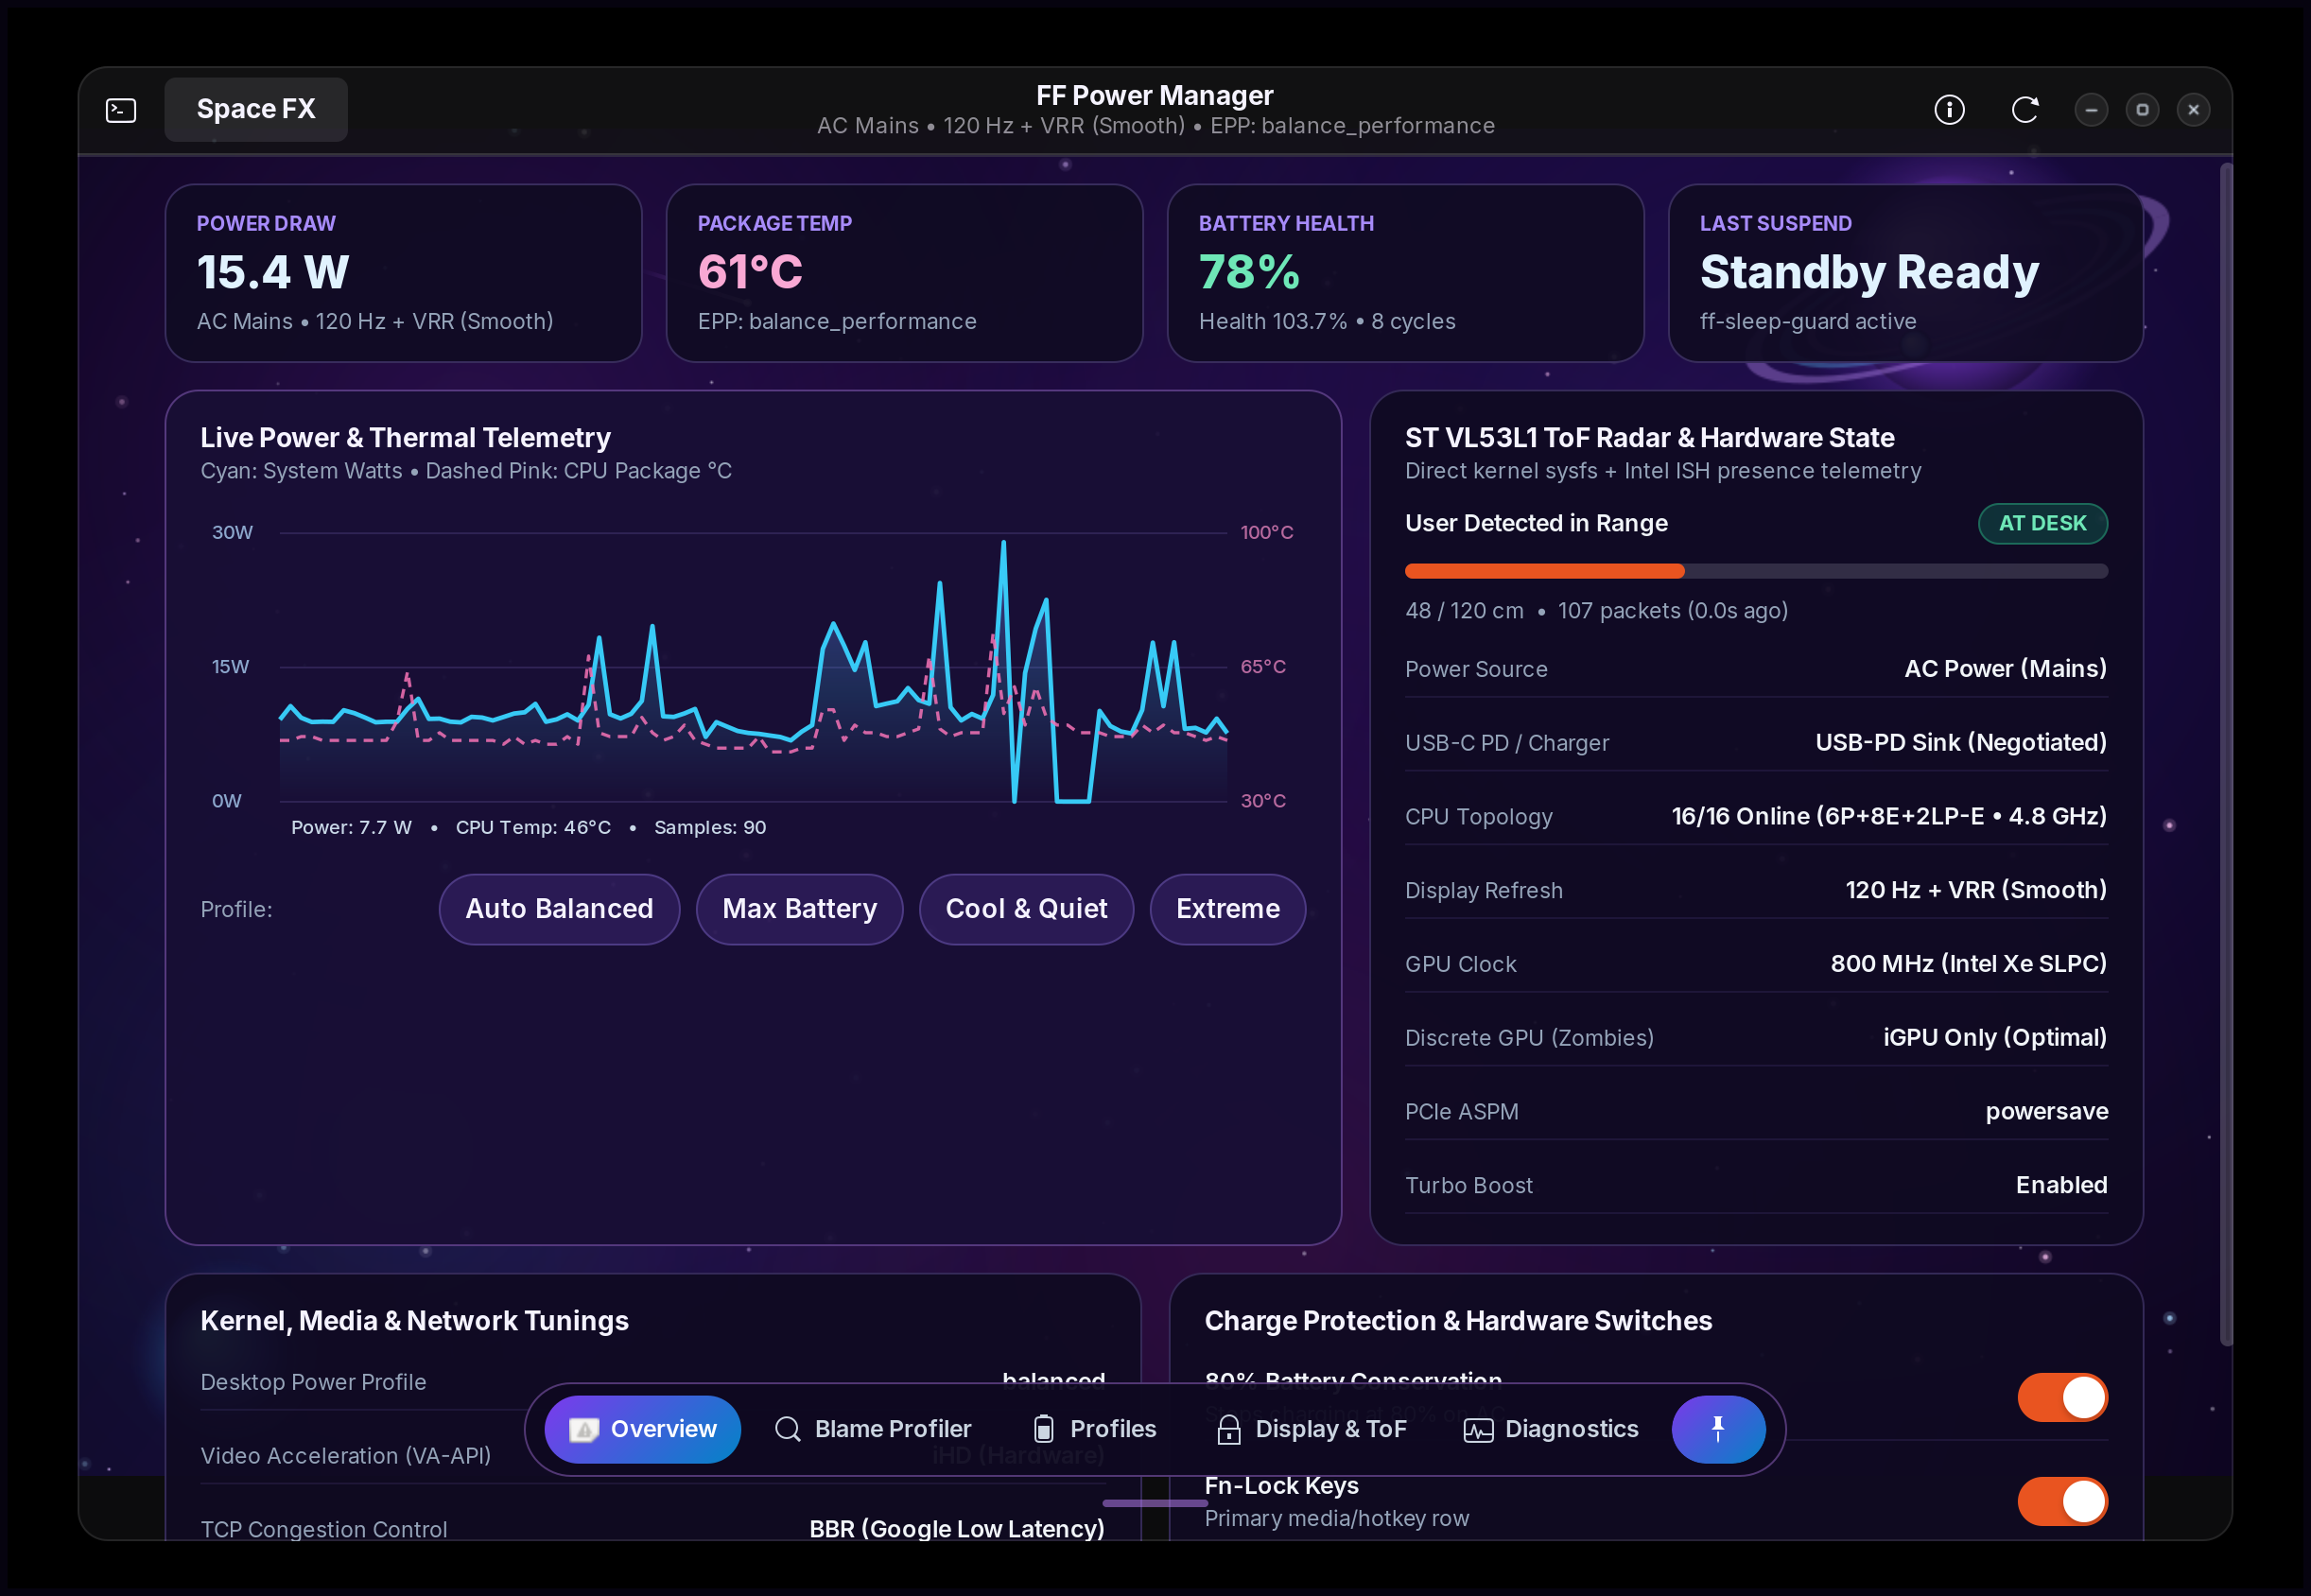 Space FX
FF Power Manager
AC Mains • 120 Hz + VRR (Smooth) • EPP: balance_performance
POWER DRAW
15.4 W
AC Mains • 120 Hz + VRR (Smooth)
PACKAGE TEMP
61°C
EPP: balance_performance
BATTERY HEALTH
78%
Health 103.7% • 8 cycles
LAST SUSPEND
Standby Ready
ff-sleep-guard active
Live Power & Thermal Telemetry
Cyan: System Watts • Dashed Pink: CPU Package °C
30W
100°C
15W
65°C
0W
30°C
Power: 7.7 W • CPU Temp: 46°C • Samples: 90
Profile:
Auto Balanced
Max Battery
Cool & Quiet
Extreme
ST VL53L1 ToF Radar & Hardware State
Direct kernel sysfs + Intel ISH presence telemetry
User Detected in Range
AT DESK
48 / 120 cm • 107 packets (0.0s ago)
Power Source
AC Power (Mains)
USB-C PD / Charger
USB-PD Sink (Negotiated)
CPU Topology
16/16 Online (6P+8E+2LP-E • 4.8 GHz)
Display Refresh
120 Hz + VRR (Smooth)
GPU Clock
800 MHz (Intel Xe SLPC)
Discrete GPU (Zombies)
iGPU Only (Optimal)
PCIe ASPM
powersave
Turbo Boost
Enabled
Kernel, Media & Network Tunings
Desktop Power Profile
balanced
Video Acceleration (VA-API)
iHD (Hardware)
TCP Congestion Control
BBR (Google Low Latency)
Charge Protection & Hardware Switches
80% Battery Conservation
Stops charging at 80% on AC
Fn-Lock Keys
Primary media/hotkey row
Overview
Blame Profiler
Profiles
Display & ToF
Diagnostics